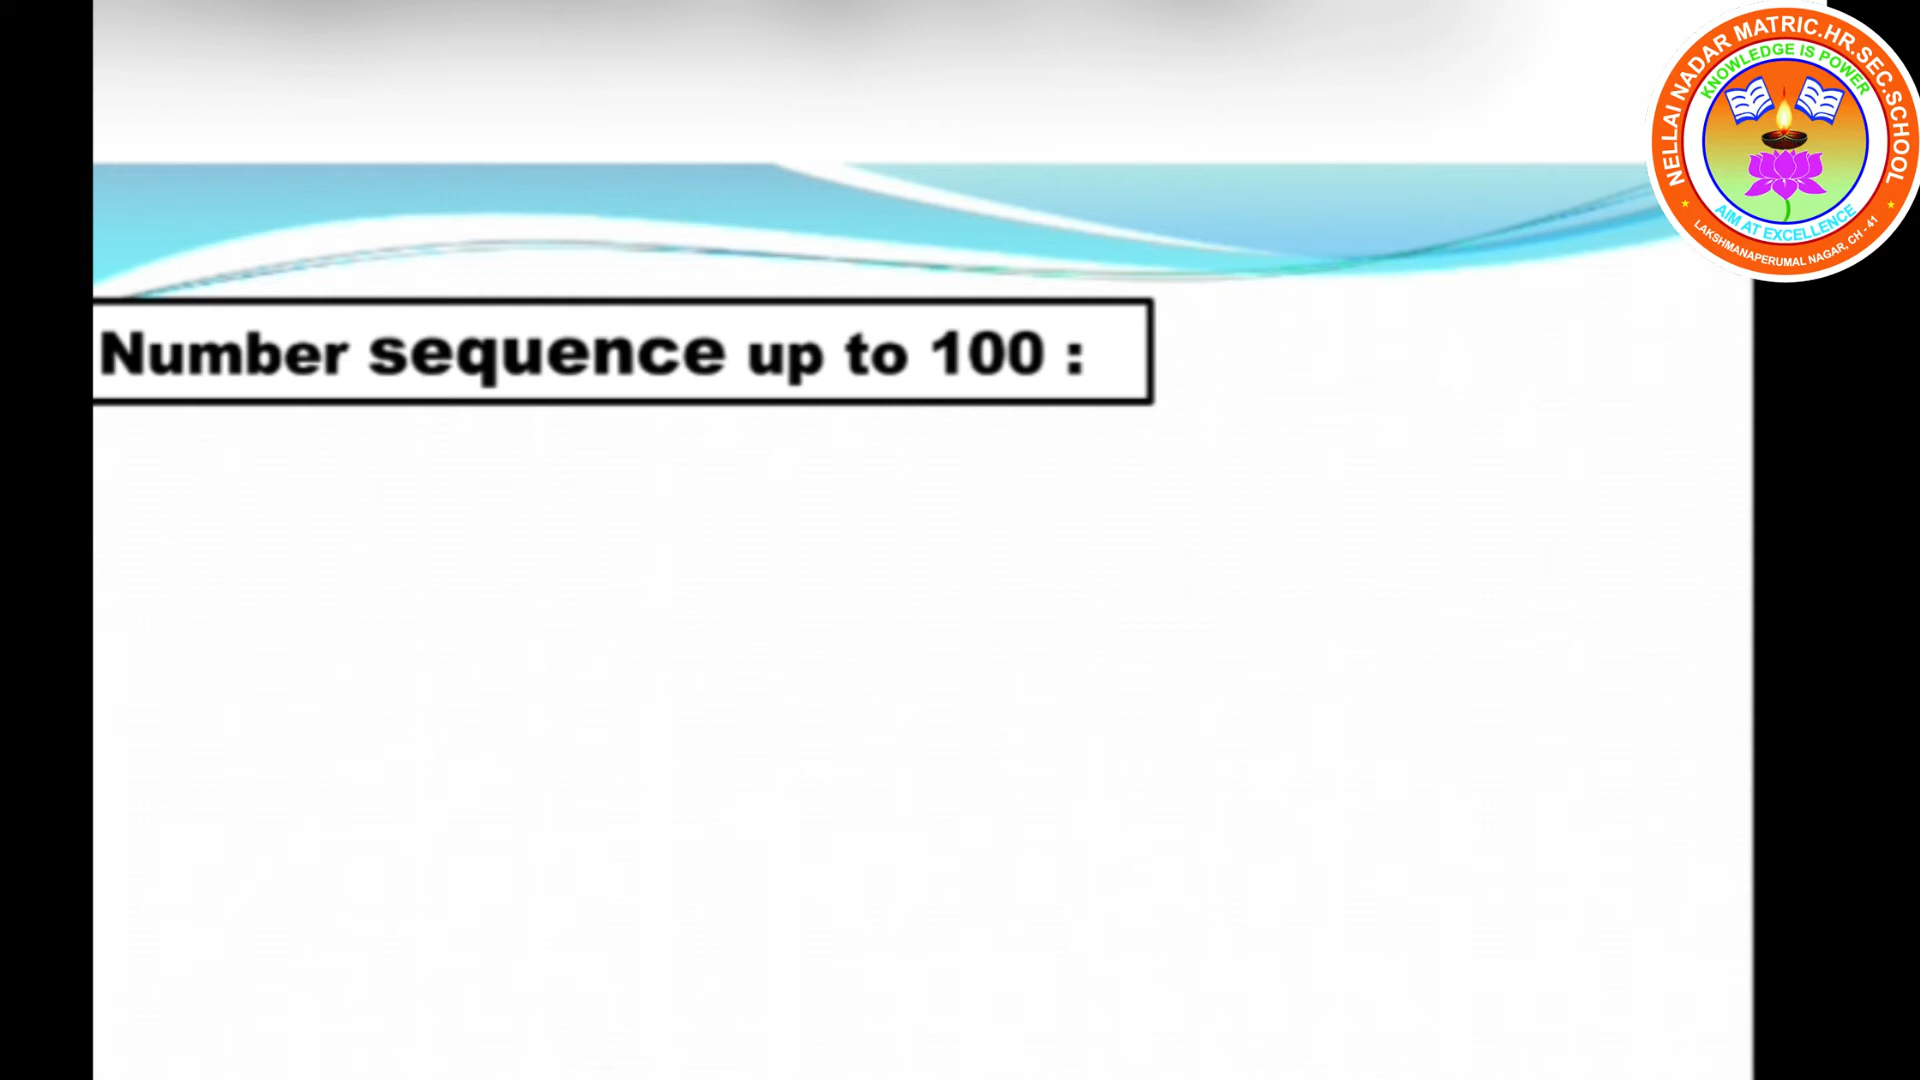 NELLAI NADAR MATRIC.HR.SEC.SCHOOL
KNOWLEDGE IS POWER
AIM AT EXCELLENCE
LAKSHMANAPERUMAL NAGAR, CH - 41
Number sequence up to 100 :